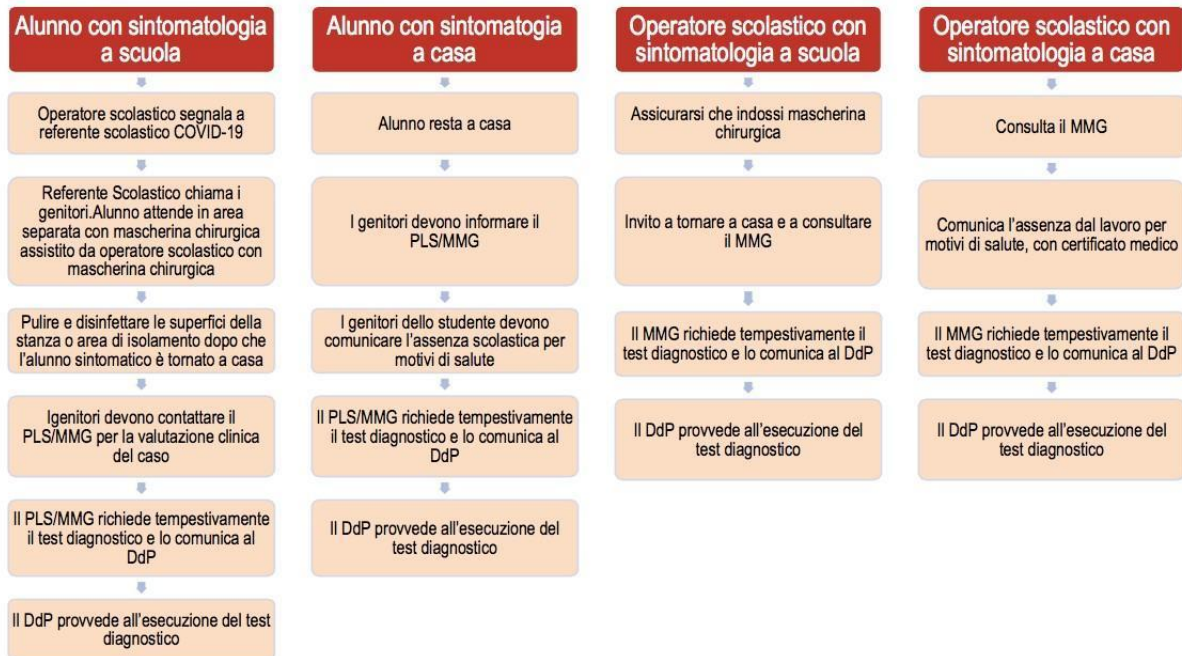 Alunno con sintomatologia
a scuola
Operatore scolastico segnala a
referente scolastico COVID-19
Referente Scolastico chiama i
genitori.Alunno attende in area
separata con mascherina chirurgica
assistito da operatore scolastico con
mascherina chirurgica
Pulire e disinfettare le superfici della
stanza o area di isolamento dopo che
l'alunno sintomatico è tornato a casa
Igenitori devono contattare il
PLS/MMG per la valutazione clinica
del caso
Il PLS/MMG richiede tempestivamente
il test diagnostico e lo comunica al
DdP
Il DdP provvede all'esecuzione del test
diagnostico
Alunno con sintomatogia
a casa
Alunno resta a casa
I genitori devono informare il
PLS/MMG
I genitori dello studente devono
comunicare l'assenza scolastica per
motivi di salute
Il PLS/MMG richiede tempestivamente
il test diagnostico e lo comunica al
DdP
Il DdP provvede all'esecuzione del
test diagnostico
Operatore scolastico con
sintomatologia a scuola
Assicurarsi che indossi mascherina
chirurgica
Invito a tornare a casa e a consultare
il MMG
Il MMG richiede tempestivamente il
test diagnostico e lo comunica al DdP
Il DdP provvede all'esecuzione del
test diagnostico
Operatore scolastico con
sintomatologia a casa
Consulta il MMG
Comunica l'assenza dal lavoro per
motivi di salute, con certificato medico
Il MMG richiede tempestivamente il
test diagnostico e lo comunica al DdP
Il DdP provvede all'esecuzione del
test diagnostico